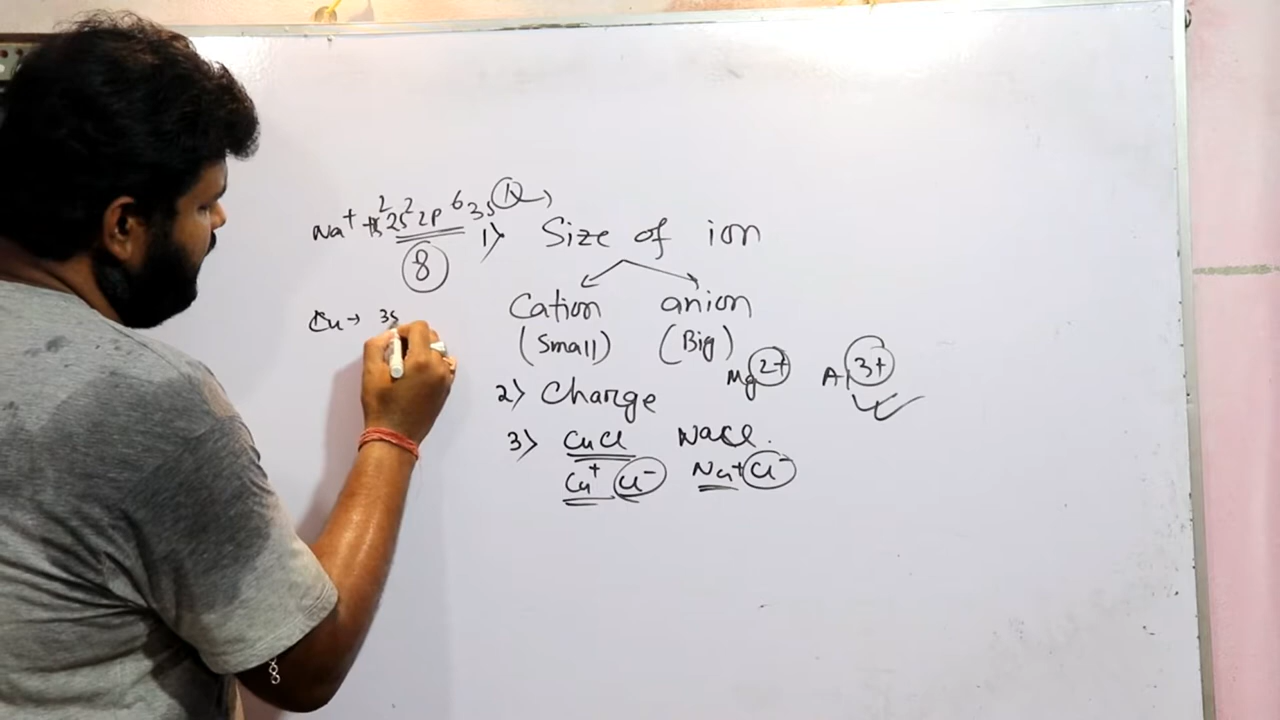 Na⁺ 1s² 2s² 2p⁶ 3s¹
8
Cu → 3s
1) Size of ion
Cation anion
(Small) (Big)
Mg²⁺ Al³⁺
2) Charge
3) CuCl NaCl.
Cu⁺ Cl⁻ Na⁺ Cl⁻